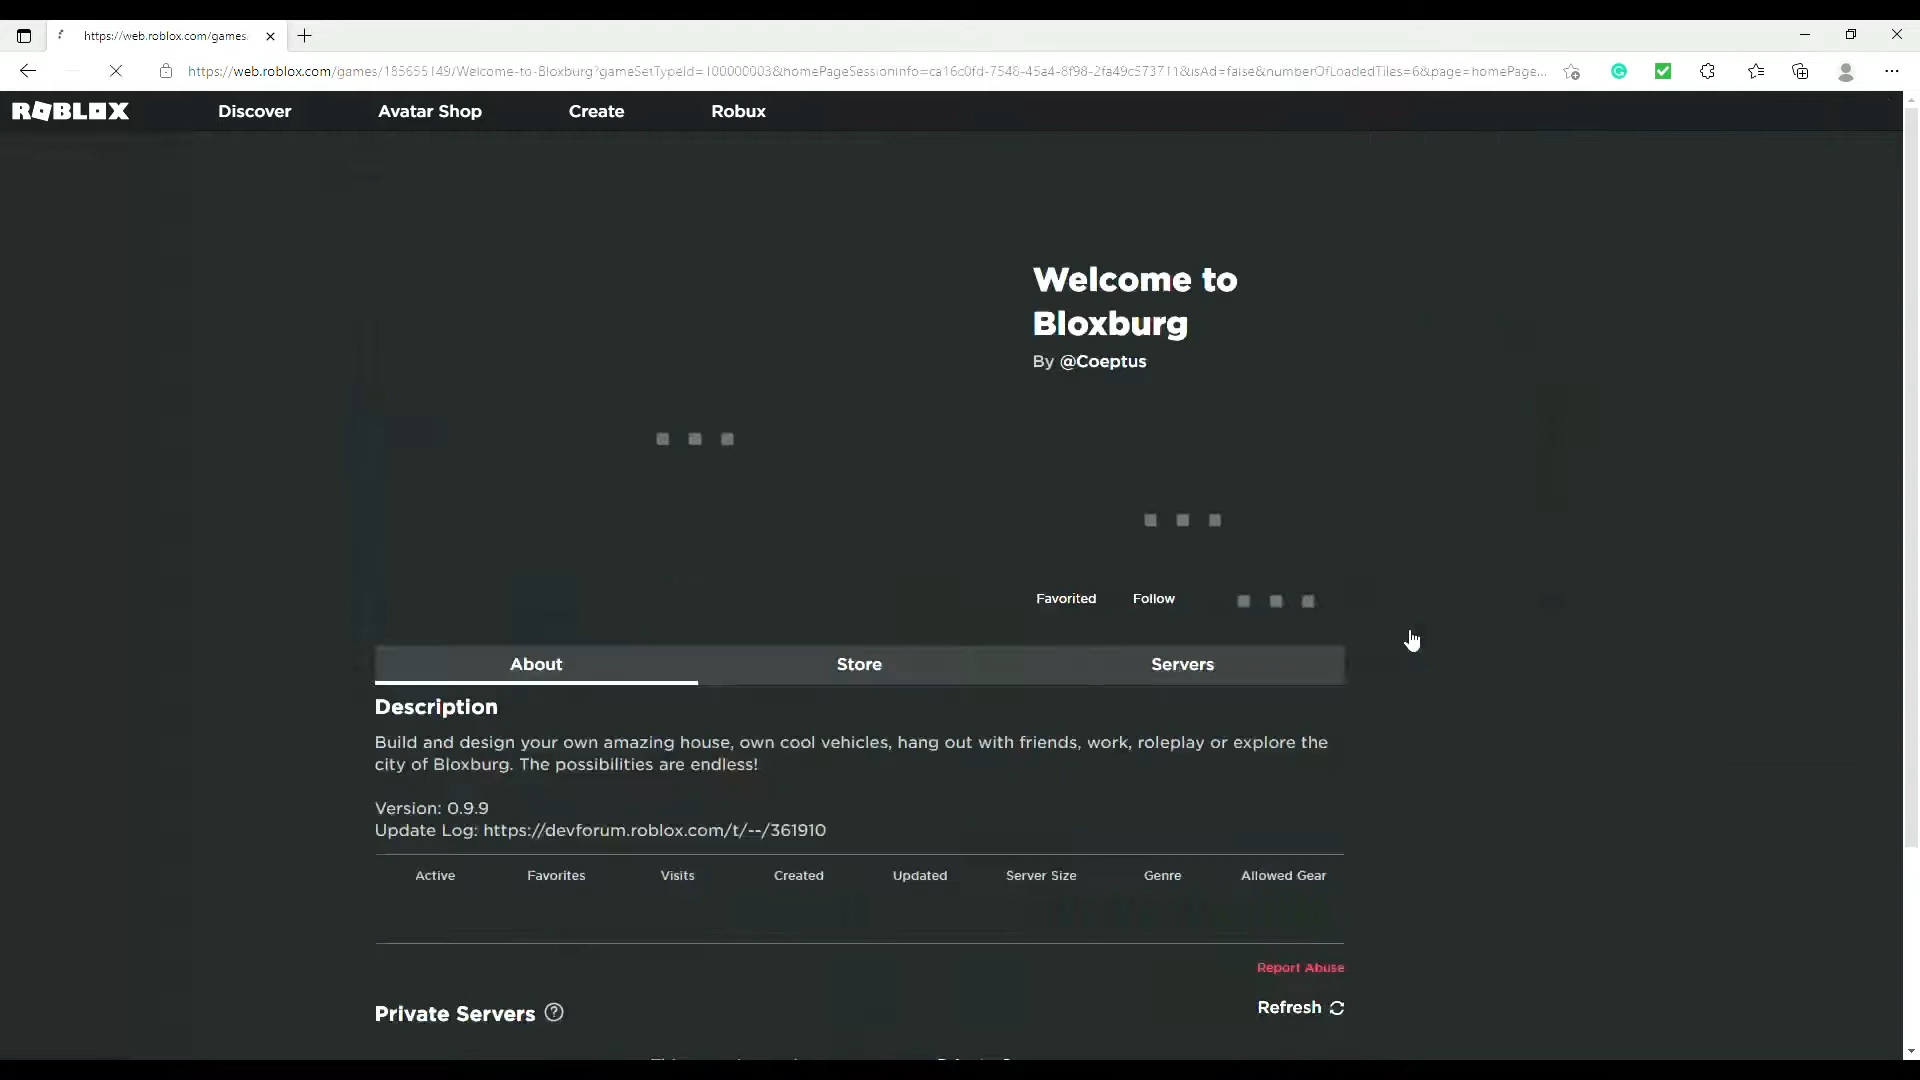 https://web.roblox.com/games
https://web.roblox.com/games/185655149/Welcome-to-Bloxburg?gameSetTypeId=100000003&homePageSessionInfo=ca16c0fd-7548-45a4-8f98-2fa49c573711&isAd=false&numberOfLoadedTiles=6&page=homePage...
ROBLOX Discover Avatar Shop Create Robux
Welcome to
Bloxburg
By @Coeptus
Favorited Follow
About Store Servers
Description
Build and design your own amazing house, own cool vehicles, hang out with friends, work, roleplay or explore the
city of Bloxburg. The possibilities are endless!
Version: 0.9.9
Update Log: https://devforum.roblox.com/t/--/361910
Active Favorites Visits Created Updated Server Size Genre Allowed Gear
Report Abuse
Private Servers ?
Refresh